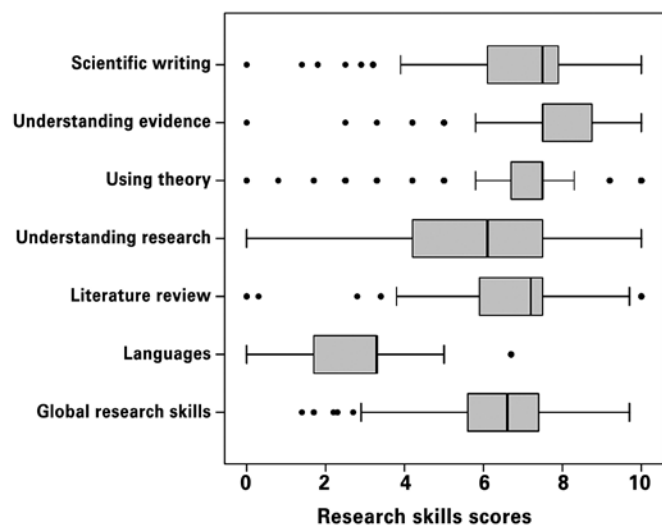 Scientific writing
Understanding evidence
Using theory
Understanding research
Literature review
Languages
Global research skills
0 2 4 6 8 10
Research skills scores